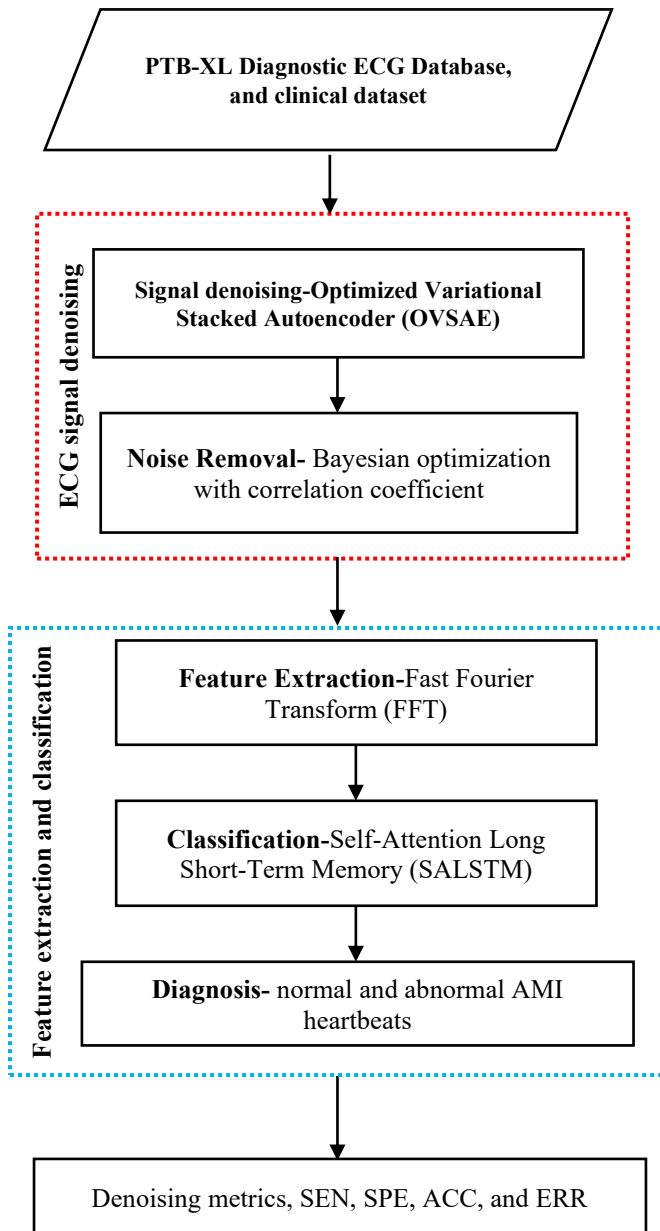 PTB-XL Diagnostic ECG Database,
and clinical dataset
ECG signal denoising
Signal denoising-Optimized Variational
Stacked Autoencoder (OVSAE)
Noise Removal- Bayesian optimization
with correlation coefficient
Feature extraction and classification
Feature Extraction-Fast Fourier
Transform (FFT)
Classification-Self-Attention Long
Short-Term Memory (SALSTM)
Diagnosis- normal and abnormal AMI
heartbeats
Denoising metrics, SEN, SPE, ACC, and ERR